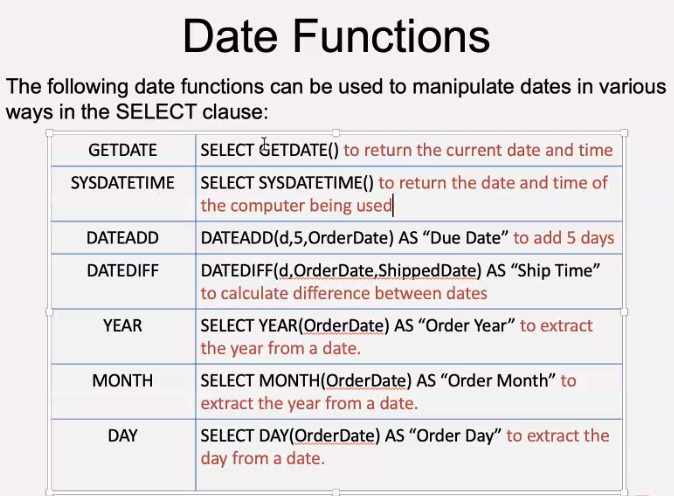 Date Functions
The following date functions can be used to manipulate dates in various
ways in the SELECT clause:
GETDATE
SELECT GETDATE() to return the current date and time
SYSDATETIME
SELECT SYSDATETIME() to return the date and time of
the computer being used
DATEADD
DATEADD(d,5,OrderDate) AS “Due Date” to add 5 days
DATEDIFF
DATEDIFF(d,OrderDate,ShippedDate) AS “Ship Time”
to calculate difference between dates
YEAR
SELECT YEAR(OrderDate) AS “Order Year” to extract
the year from a date.
MONTH
SELECT MONTH(OrderDate) AS “Order Month” to
extract the year from a date.
DAY
SELECT DAY(OrderDate) AS “Order Day” to extract the
day from a date.